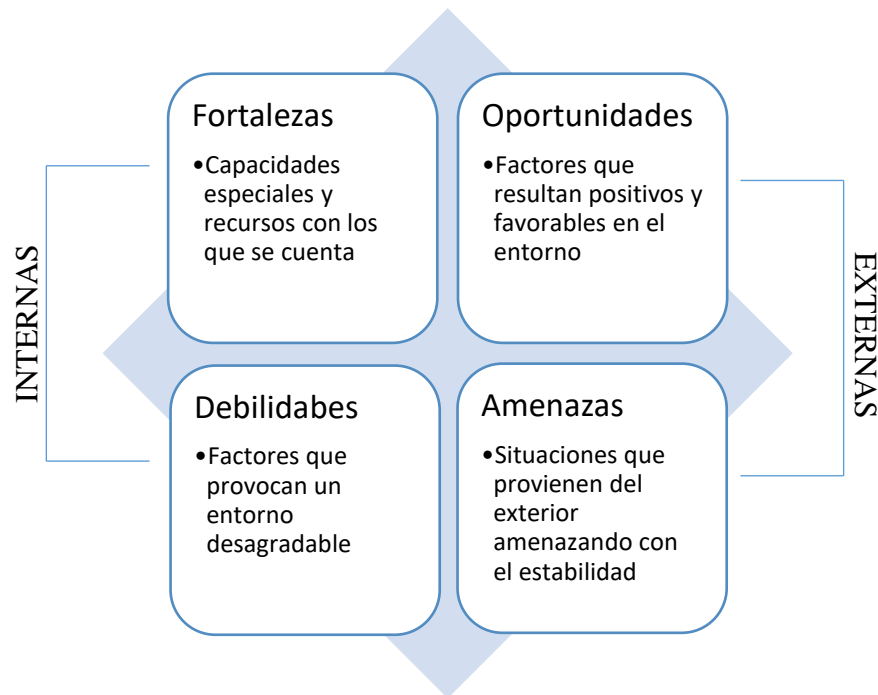 Fortalezas
•Capacidades
especiales y
recursos con los
que se cuenta
Oportunidades
•Factores que
resultan positivos y
favorables en el
entorno
INTERNAS
EXTERNAS
Debilidabes
•Factores que
provocan un
entorno
desagradable
Amenazas
•Situaciones que
provienen del
exterior
amenazando con
el estabilidad